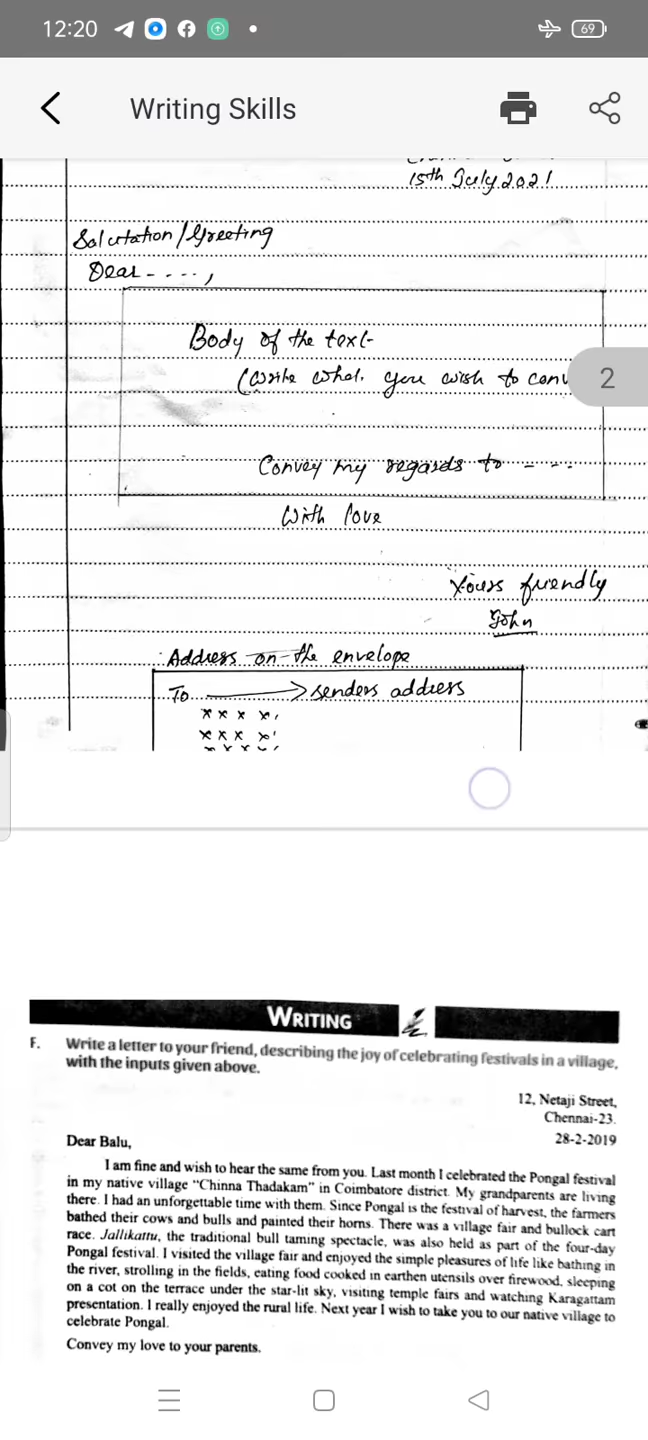 12:20
69
Writing Skills
15th July 2021
Salutation/Greeting
Dear - - - - ,
Body of the text-
(Write what. you wish to conv
2
Convey my regards to - - - -
With love
Yours friendly
John
Address on the envelope
To senders address
x x x x,
x x x x,
WRITING
F. Write a letter to your friend, describing the joy of celebrating festivals in a village,
with the inputs given above.
12, Netaji Street,
Chennai-23.
28-2-2019
Dear Balu,
I am fine and wish to hear the same from you. Last month I celebrated the Pongal festival
in my native village "Chinna Thadakam" in Coimbatore district. My grandparents are living
there. I had an unforgettable time with them. Since Pongal is the festival of harvest, the farmers
bathed their cows and bulls and painted their horns. There was a village fair and bullock cart
race. Jallikattu, the traditional bull taming spectacle, was also held as part of the four-day
Pongal festival. I visited the village fair and enjoyed the simple pleasures of life like bathing in
the river, strolling in the fields, eating food cooked in earthen utensils over firewood, sleeping
on a cot on the terrace under the star-lit sky, visiting temple fairs and watching Karagattam
presentation. I really enjoyed the rural life. Next year I wish to take you to our native village to
celebrate Pongal.
Convey my love to your parents.